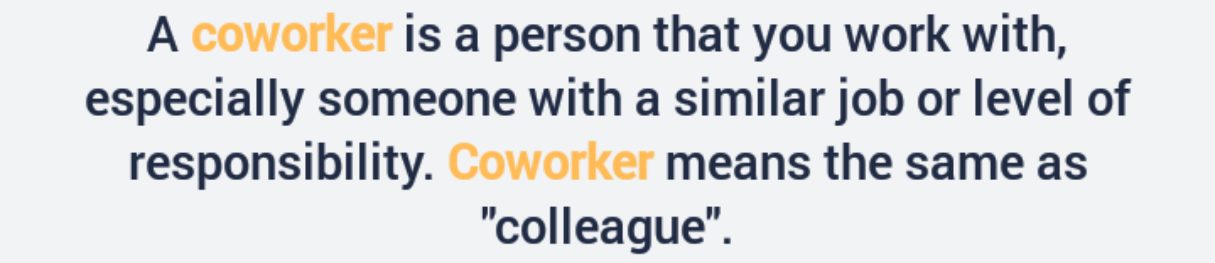 A coworker is a person that you work with,
especially someone with a similar job or level of
responsibility. Coworker means the same as
"colleague".